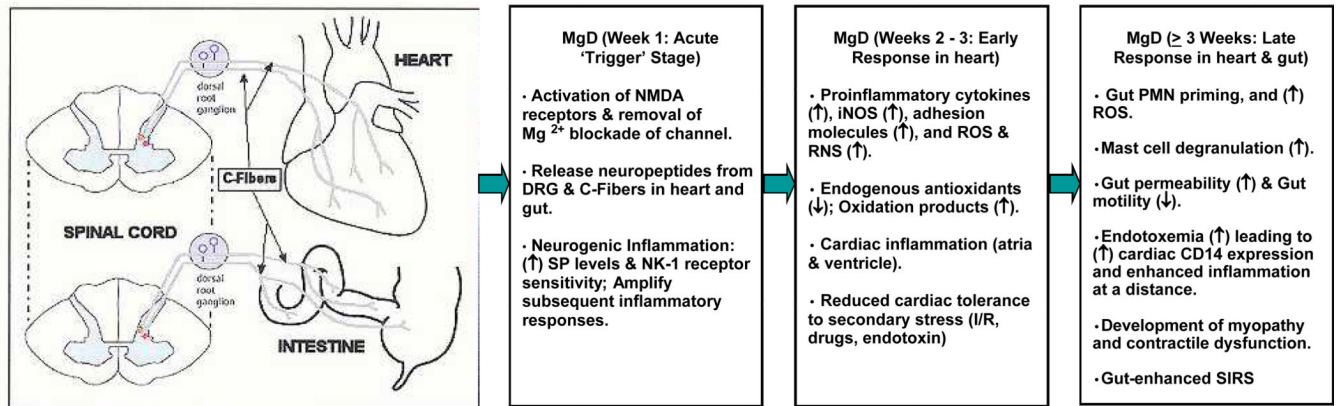 HEART
dorsal
root
ganglion
C-Fibers
SPINAL CORD
dorsal
root
ganglion
INTESTINE
MgD (Week 1: Acute
‘Trigger’ Stage)
· Activation of NMDA
receptors & removal of
Mg 2+ blockade of channel.
· Release neuropeptides from
DRG & C-Fibers in heart and
gut.
· Neurogenic Inflammation:
(↑) SP levels & NK-1 receptor
sensitivity; Amplify
subsequent inflammatory
responses.
MgD (Weeks 2 - 3: Early
Response in heart)
· Proinflammatory cytokines
(↑), iNOS (↑), adhesion
molecules (↑), and ROS &
RNS (↑).
· Endogenous antioxidants
(↓); Oxidation products (↑).
· Cardiac inflammation (atria
& ventricle).
· Reduced cardiac tolerance
to secondary stress (I/R,
drugs, endotoxin)
MgD (≥ 3 Weeks: Late
Response in heart & gut)
· Gut PMN priming, and (↑)
ROS.
· Mast cell degranulation (↑).
· Gut permeability (↑) & Gut
motility (↓).
· Endotoxemia (↑) leading to
(↑) cardiac CD14 expression
and enhanced inflammation
at a distance.
· Development of myopathy
and contractile dysfunction.
· Gut-enhanced SIRS